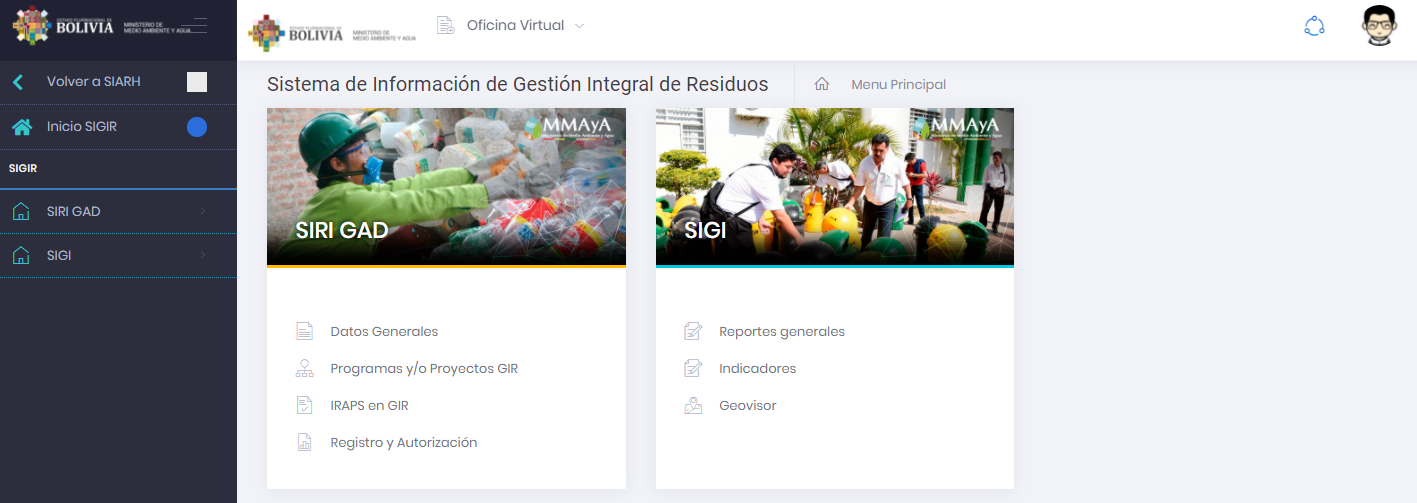 ESTADO PLURINACIONAL DE
BOLIVIA
MINISTERIO DE
MEDIO AMBIENTE Y AGUA
ESTADO PLURINACIONAL DE
BOLIVIA
MINISTERIO DE
MEDIO AMBIENTE Y AGUA
Oficina Virtual
Volver a SIARH
Inicio SIGIR
SIGIR
SIRI GAD
SIGI
Sistema de Información de Gestión Integral de Residuos
Menu Principal
MMAyA
Ministerio de Medio Ambiente y Agua
SIRI GAD
Datos Generales
Programas y/o Proyectos GIR
IRAPS en GIR
Registro y Autorización
MMAyA
Ministerio de Medio Ambiente y Agua
SIGI
Reportes generales
Indicadores
Geovisor